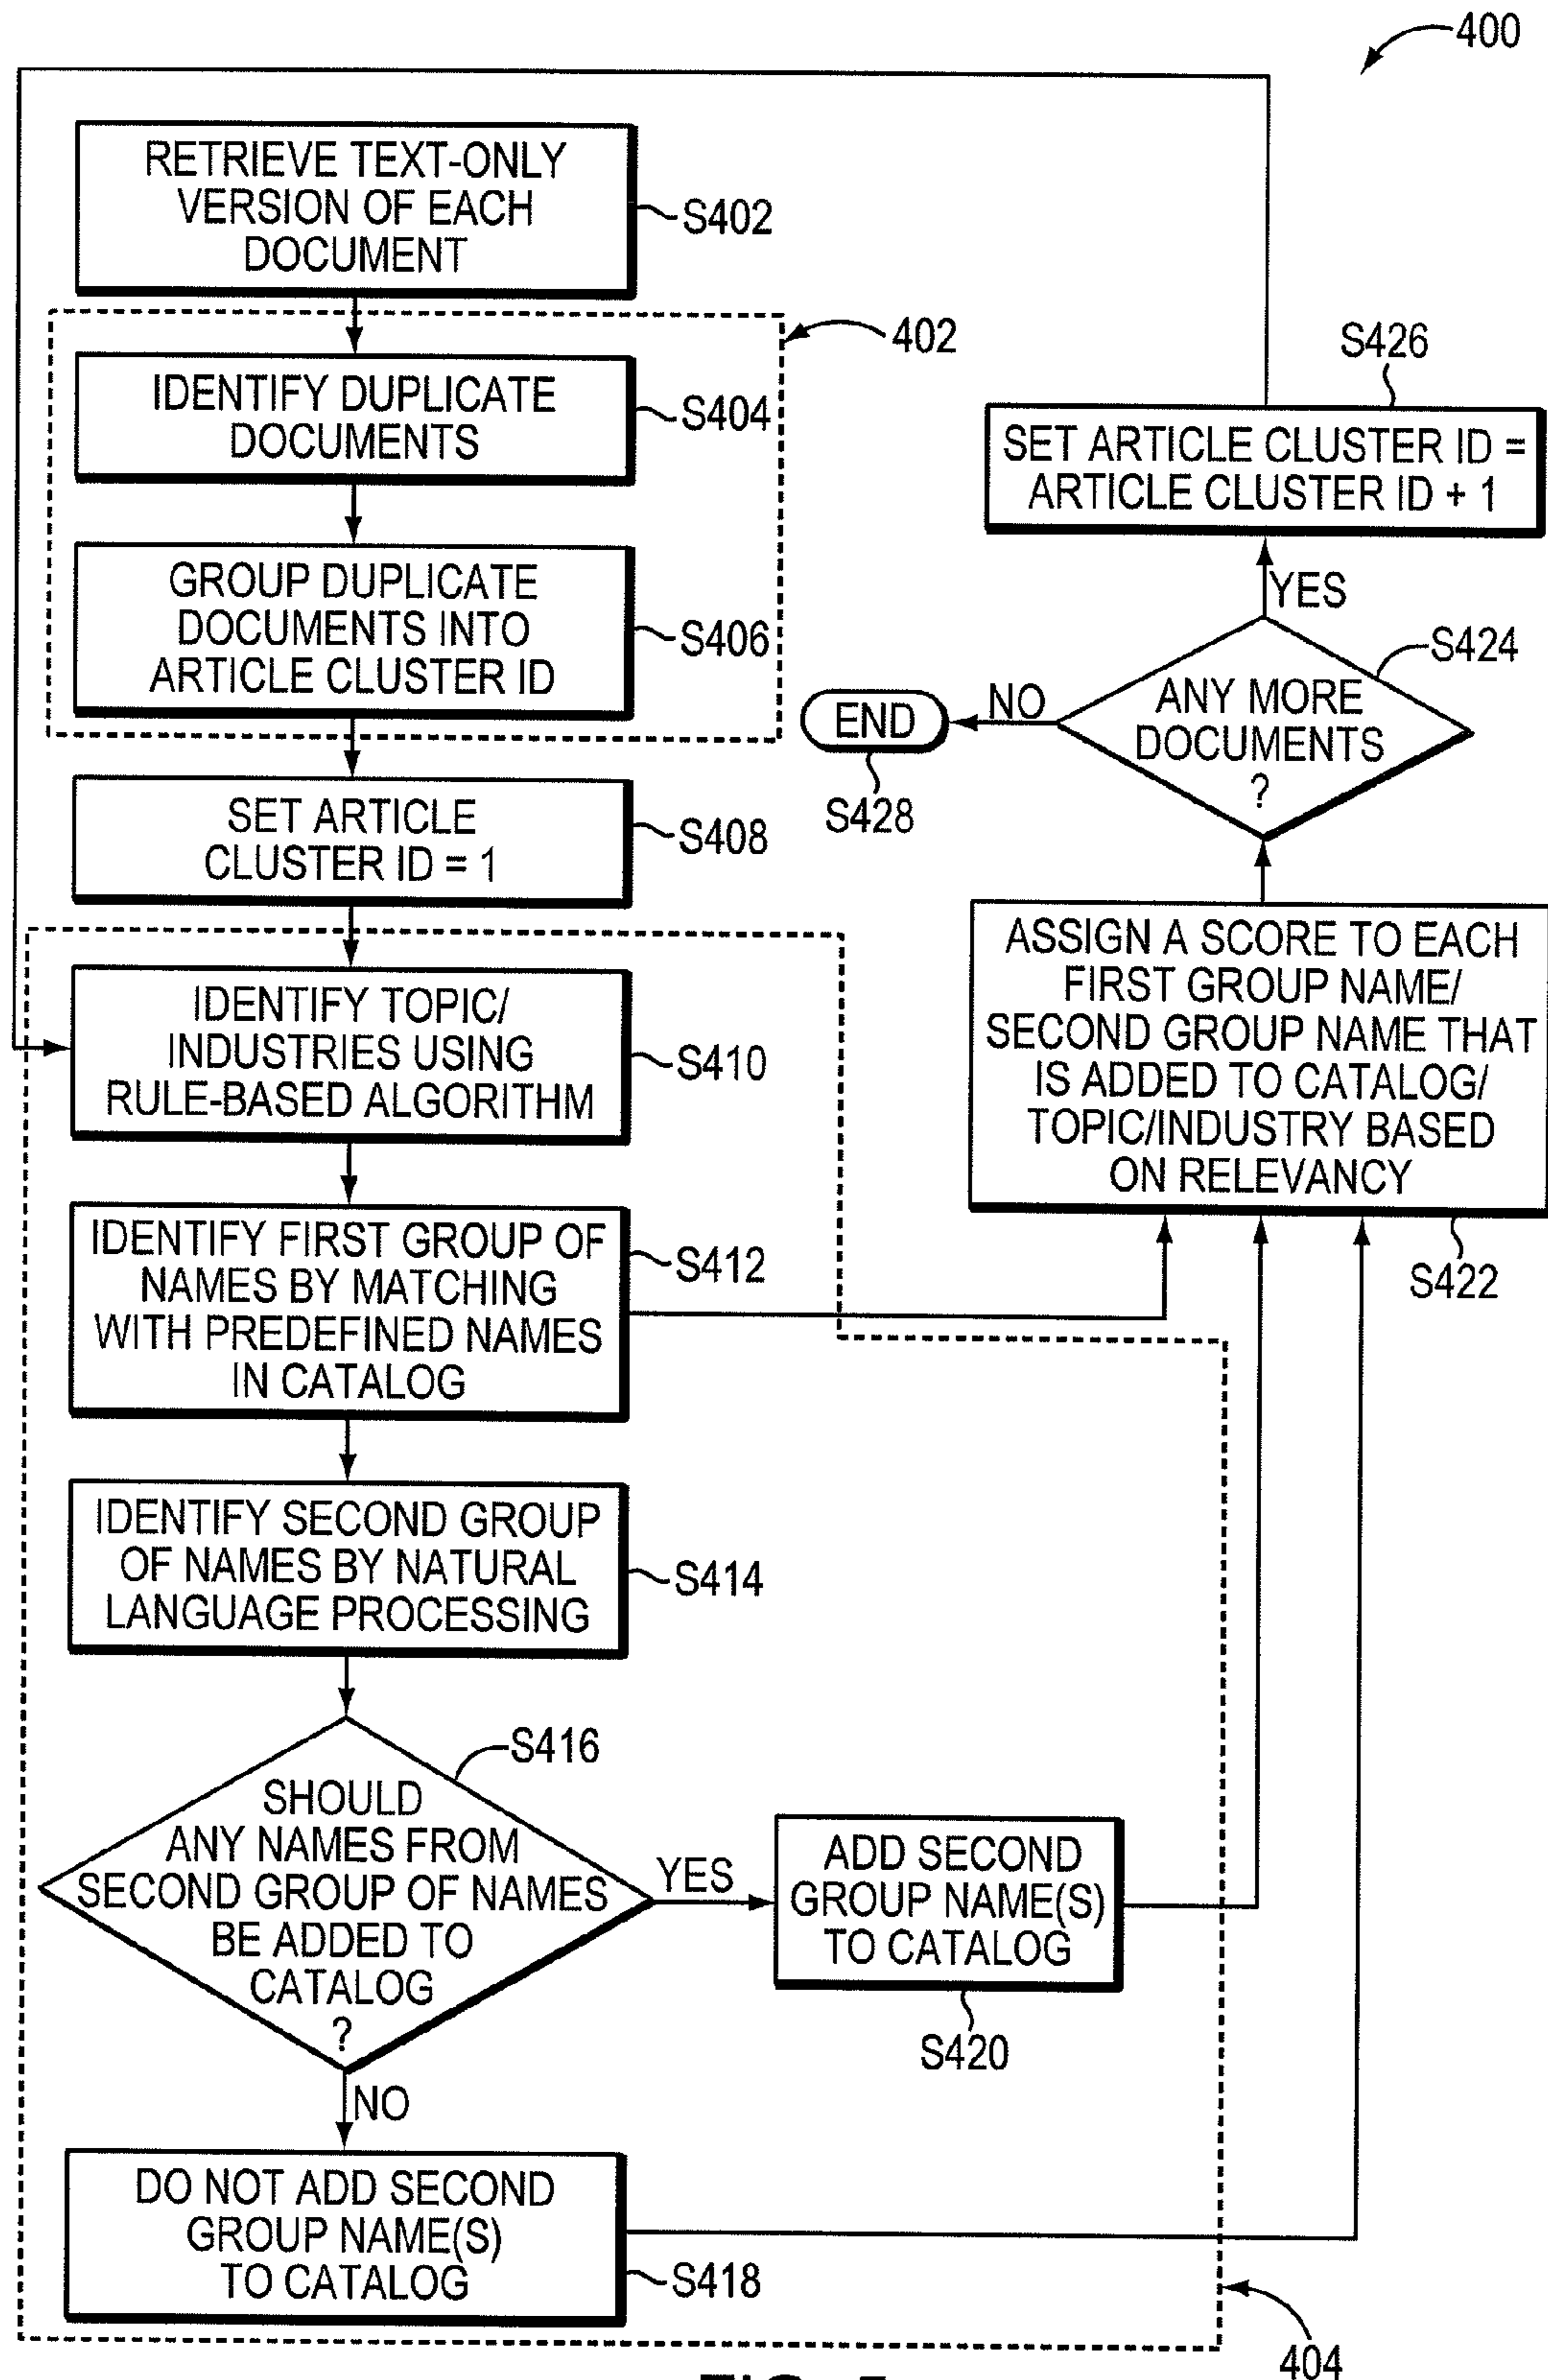 400
RETRIEVE TEXT-ONLY
VERSION OF EACH
DOCUMENT
S402
402
IDENTIFY DUPLICATE
DOCUMENTS
S404
GROUP DUPLICATE
DOCUMENTS INTO
ARTICLE CLUSTER ID
S406
SET ARTICLE
CLUSTER ID = 1
S408
IDENTIFY TOPIC/
INDUSTRIES USING
RULE-BASED ALGORITHM
S410
IDENTIFY FIRST GROUP OF
NAMES BY MATCHING
WITH PREDEFINED NAMES
IN CATALOG
S412
IDENTIFY SECOND GROUP
OF NAMES BY NATURAL
LANGUAGE PROCESSING
S414
S416
SHOULD
ANY NAMES FROM
SECOND GROUP OF NAMES
BE ADDED TO
CATALOG
?
YES
ADD SECOND
GROUP NAME(S)
TO CATALOG
S420
NO
DO NOT ADD SECOND
GROUP NAME(S)
TO CATALOG
S418
404
S426
SET ARTICLE CLUSTER ID =
ARTICLE CLUSTER ID + 1
YES
S424
ANY MORE
DOCUMENTS
?
NO
END
S428
ASSIGN A SCORE TO EACH
FIRST GROUP NAME/
SECOND GROUP NAME THAT
IS ADDED TO CATALOG/
TOPIC/INDUSTRY BASED
ON RELEVANCY
S422